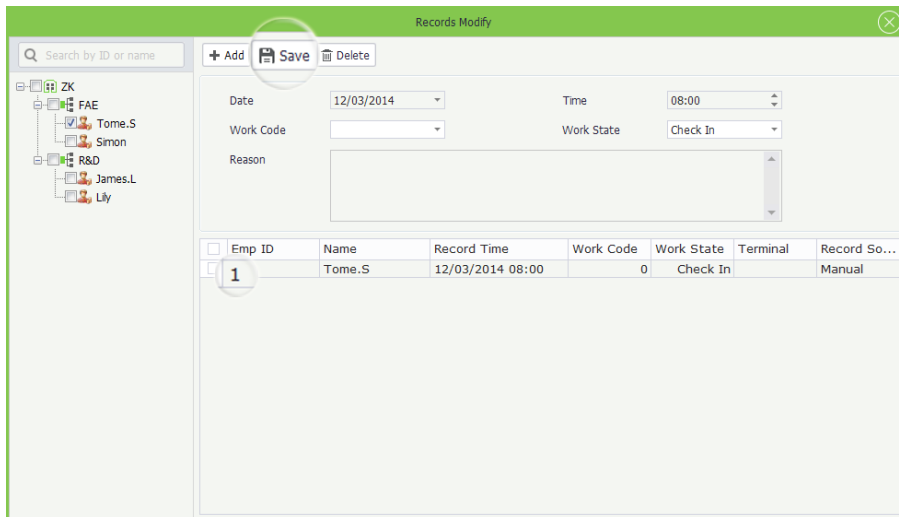 Records Modify
Search by ID or name
Add Save Delete
ZK
FAE
Tome.S
Simon
R&D
James.L
Lily
Date 12/03/2014 Time 08:00
Work Code Work State Check In
Reason
Emp ID Name Record Time Work Code Work State Terminal Record So...
1 Tome.S 12/03/2014 08:00 0 Check In Manual